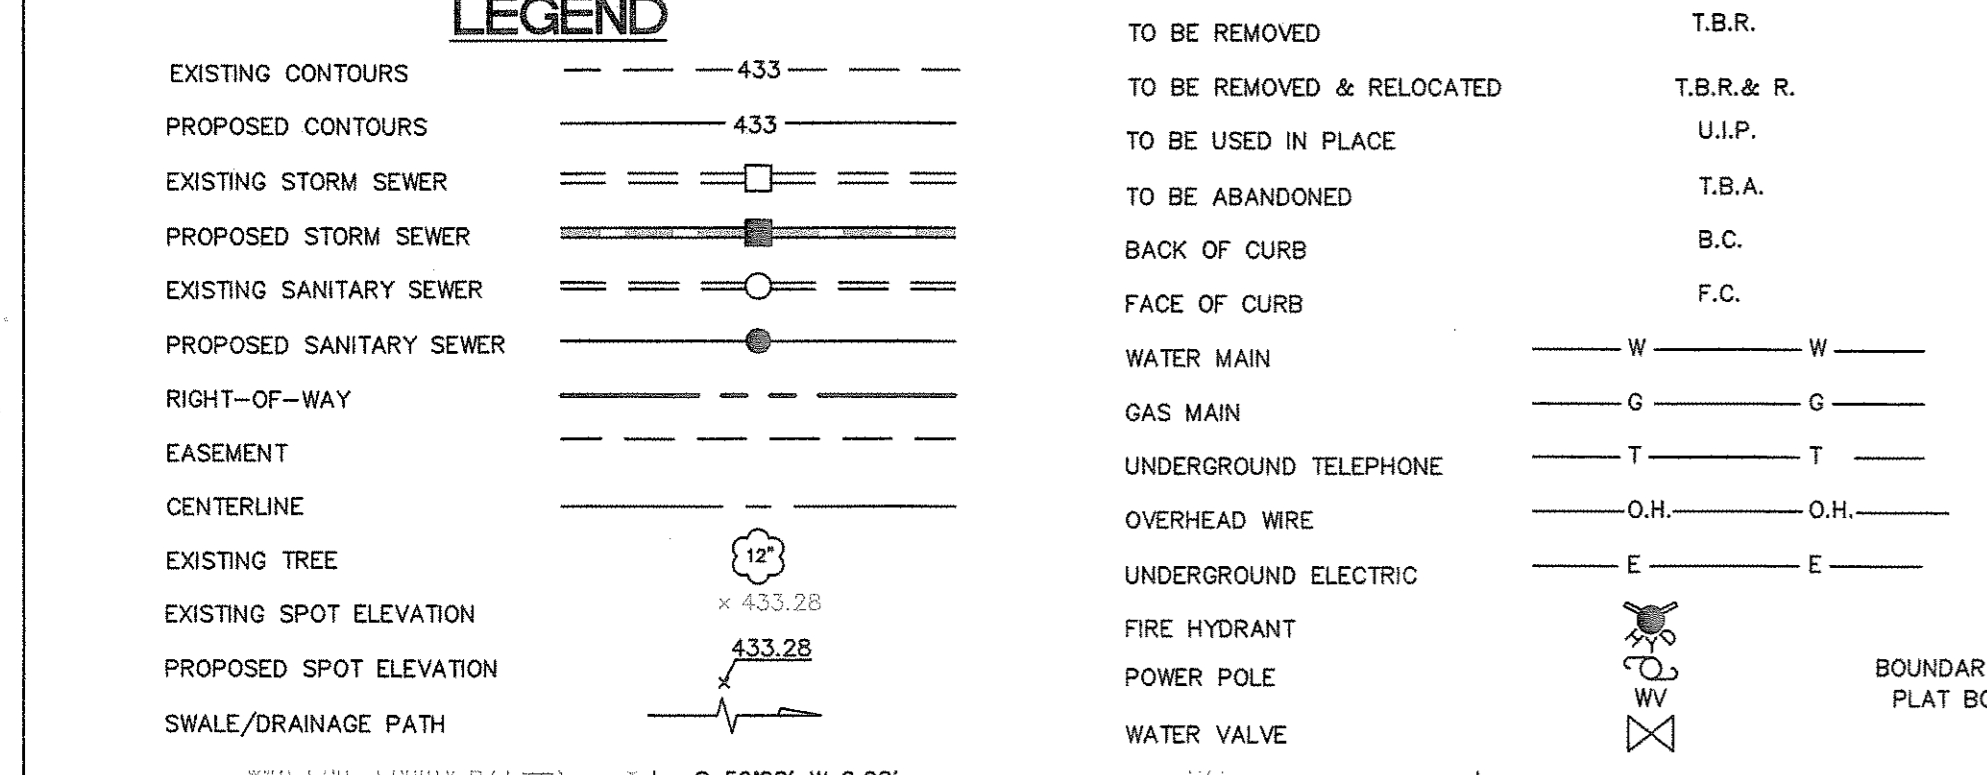 LEGEND
EXISTING CONTOURS 433
PROPOSED CONTOURS 433
EXISTING STORM SEWER
PROPOSED STORM SEWER
EXISTING SANITARY SEWER
PROPOSED SANITARY SEWER
RIGHT-OF-WAY
EASEMENT
CENTERLINE
EXISTING TREE 12"
EXISTING SPOT ELEVATION × 433.28
PROPOSED SPOT ELEVATION 433.28
SWALE/DRAINAGE PATH
TO BE REMOVED T.B.R.
TO BE REMOVED & RELOCATED T.B.R.& R.
TO BE USED IN PLACE U.I.P.
TO BE ABANDONED T.B.A.
BACK OF CURB B.C.
FACE OF CURB F.C.
WATER MAIN W W
GAS MAIN G G
UNDERGROUND TELEPHONE T T
OVERHEAD WIRE O.H. O.H.
UNDERGROUND ELECTRIC E E
FIRE HYDRANT HYD
POWER POLE
WATER VALVE WV
BOUNDAR
PLAT BO